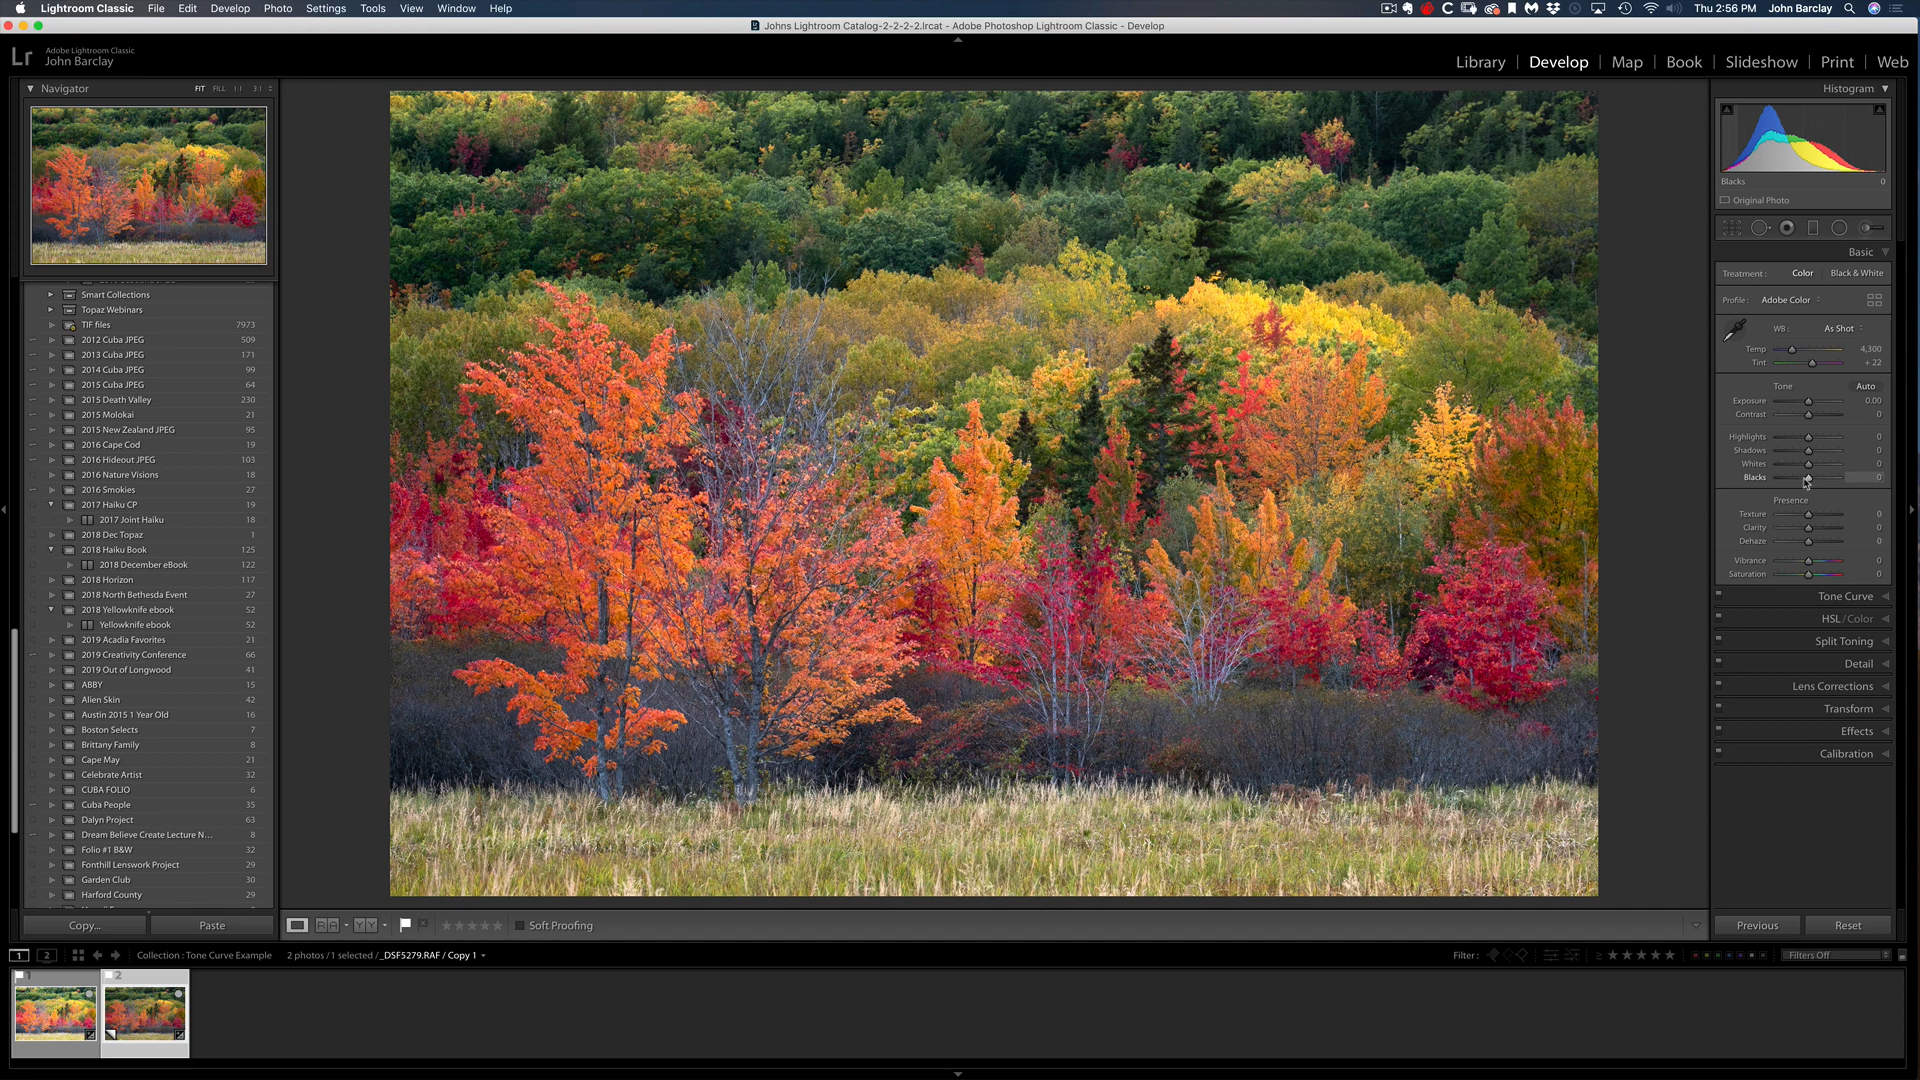 Lightroom Classic File Edit Develop Photo Settings Tools View Window Help Thu 2:56 PM John Barclay
Johns Lightroom Catalog-2-2-2-2.lrcat - Adobe Photoshop Lightroom Classic - Develop
Lr Adobe Lightroom Classic
John Barclay
Library | Develop | Map | Book | Slideshow | Print | Web
Navigator FIT FILL 1:1 3:1
Smart Collections
Topaz Webinars
TIF files 7973
2012 Cuba JPEG 509
2013 Cuba JPEG 171
2014 Cuba JPEG 99
2015 Cuba JPEG 64
2015 Death Valley 230
2015 Molokai 21
2015 New Zealand JPEG 95
2016 Cape Cod 19
2016 Hideout JPEG 103
2016 Nature Visions 18
2016 Smokies 27
2017 Haiku CP 19
2017 Joint Haiku 18
2018 Dec Topaz 1
2018 Haiku Book 125
2018 December eBook 122
2018 Horizon 117
2018 North Bethesda Event 27
2018 Yellowknife ebook 52
Yellowknife ebook 52
2019 Acadia Favorites 21
2019 Creativity Conference 66
2019 Out of Longwood 41
ABBY 15
Alien Skin 42
Austin 2015 1 Year Old 16
Boston Selects 7
Brittany Family 8
Cape May 21
Celebrate Artist 32
CUBA FOLIO 6
Cuba People 35
Dalyn Project 63
Dream Believe Create Lecture N... 8
Folio #1 B&W 32
Fonthill Lenswork Project 29
Garden Club 30
Harford County 29
Copy... Paste
Histogram
Blacks 0
Original Photo
Basic
Treatment : Color Black & White
Profile : Adobe Color
WB : As Shot
Temp 4,300
Tint + 22
Tone Auto
Exposure 0.00
Contrast 0
Highlights 0
Shadows 0
Whites 0
Blacks 0
Presence
Texture 0
Clarity 0
Dehaze 0
Vibrance 0
Saturation 0
Tone Curve
HSL / Color
Split Toning
Detail
Lens Corrections
Transform
Effects
Calibration
Soft Proofing
Previous Reset
1 2 Collection : Tone Curve Example 2 photos / 1 selected / _DSF5279.RAF / Copy 1 Filter : Filters Off
1 2